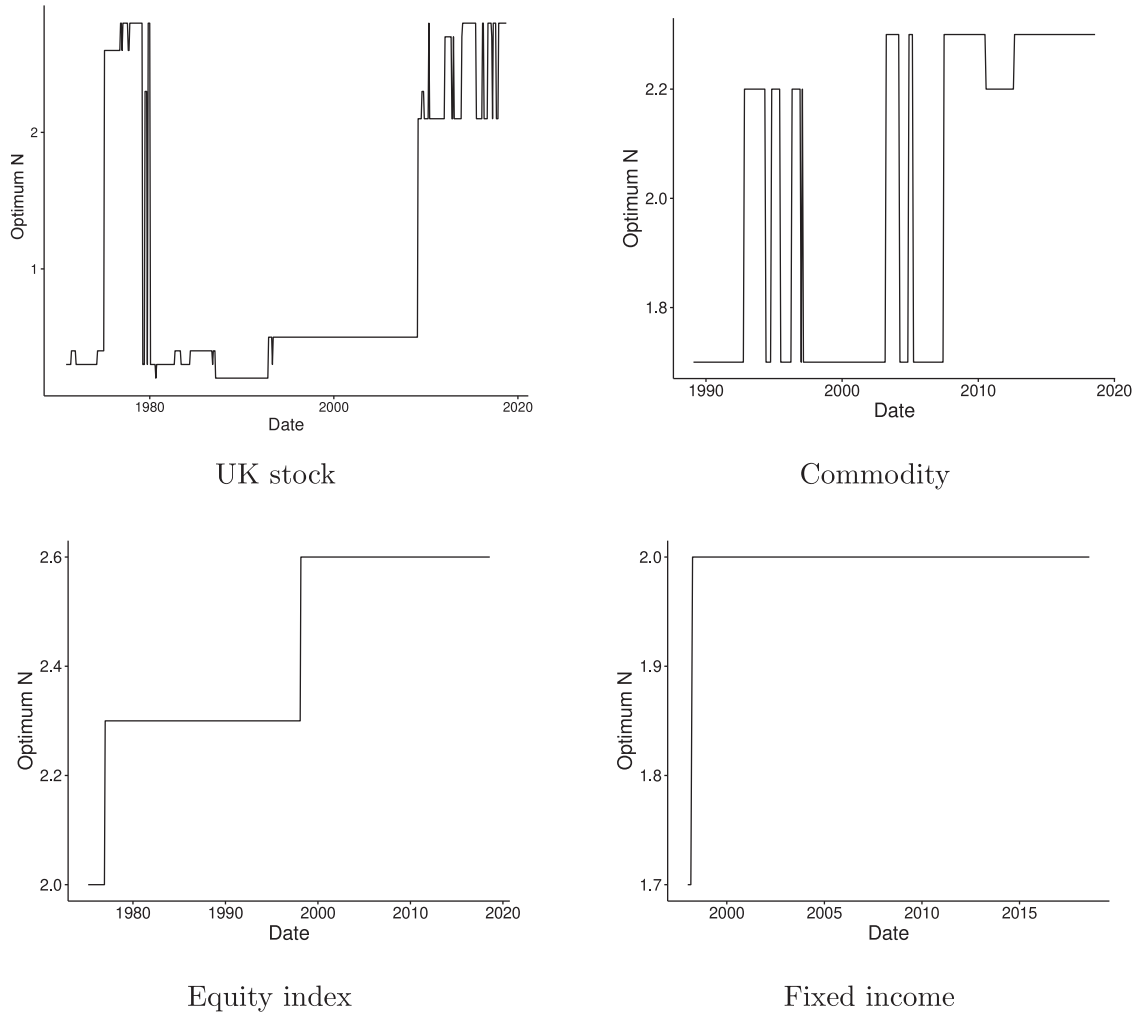 Optimum N
2
1
1980
2000
2020
Date
UK stock
Optimum N
2.2
2.0
1.8
1990
2000
2010
2020
Date
Commodity
Optimum N
2.6
2.4
2.2
2.0
1980
1990
2000
2010
2020
Date
Equity index
Optimum N
2.0
1.9
1.8
1.7
2000
2005
2010
2015
Date
Fixed income